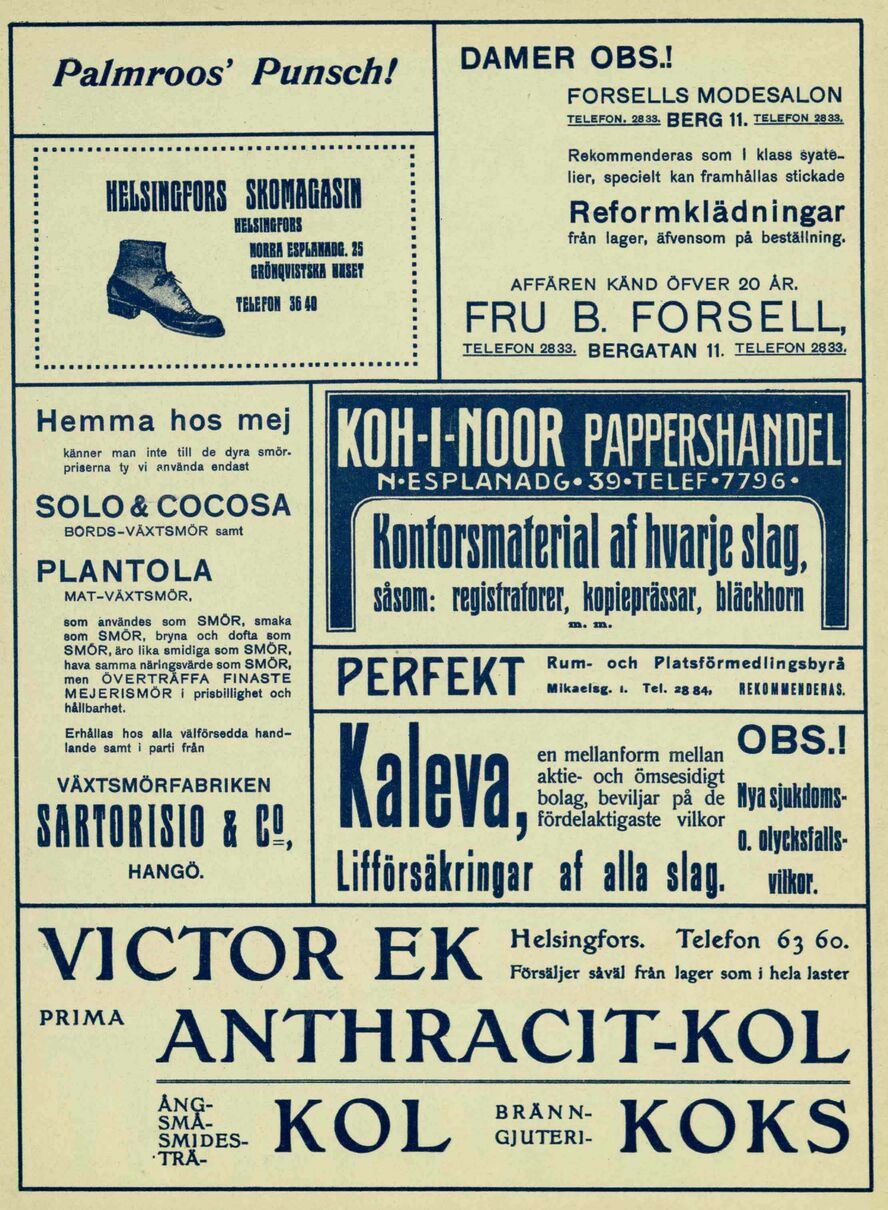 Palmroos' Punsch!
HELSINGFORS SKOMAGASIN
HELSINGFORS
NORRA ESPLANADG. 25
GRÖNQVISTSKA HUSET
TELEFON 36 40
DAMER OBS.!
FORSELLS MODESALON
TELEFON. 2833. BERG 11. TELEFON 2833.
Rekommenderas som I klass syate-
lier, specielt kan framhållas stickade
Reformklädningar
från lager, äfvensom på beställning.
AFFÄREN KÄND ÖFVER 20 ÅR.
FRU B. FORSELL,
TELEFON 2833. BERGATAN 11. TELEFON 2833.
Hemma hos mej
känner man inte till de dyra smör-
priserna ty vi använda endast
SOLO & COCOSA
BORDS-VÄXTSMÖR samt
PLANTOLA
MAT-VÄXTSMÖR,
som användes som SMÖR, smaka
som SMÖR, bryna och dofta som
SMÖR, äro lika smidiga som SMÖR,
hava samma näringsvärde som SMÖR,
men ÖVERTRÄFFA FINASTE
MEJERISMÖR i prisbillighet och
hållbarhet.
Erhållas hos alla välförsedda hand-
lande samt i parti från
VÄXTSMÖRFABRIKEN
SARTORISIO & Cº,
HANGÖ.
KOH-I-NOOR PAPPERSHANDEL
N•ESPLANADG•39•TELEF•7796•
Kontorsmaterial af hvarje slag,
såsom: registratorer, kopieprässar, bläckhorn
m. m.
PERFEKT
Rum- och Platsförmedlingsbyrå
Mikaelsg. 1. Tel. 28 84. REKOMMENDERAS.
Kaleva,
en mellanform mellan
aktie- och ömsesidigt
bolag, beviljar på de
fördelaktigaste vilkor
Lifförsäkringar af alla slag.
OBS.!
Nya sjukdoms-
o. olycksfalls-
vilkor.
VICTOR EK
Helsingfors. Telefon 63 60.
Försäljer såväl från lager som i hela laster
PRIMA ANTHRACIT-KOL
ÅNG-
SMÅ-
SMIDES-
TRÄ-
KOL
BRÄNN-
GJUTERI-
KOKS